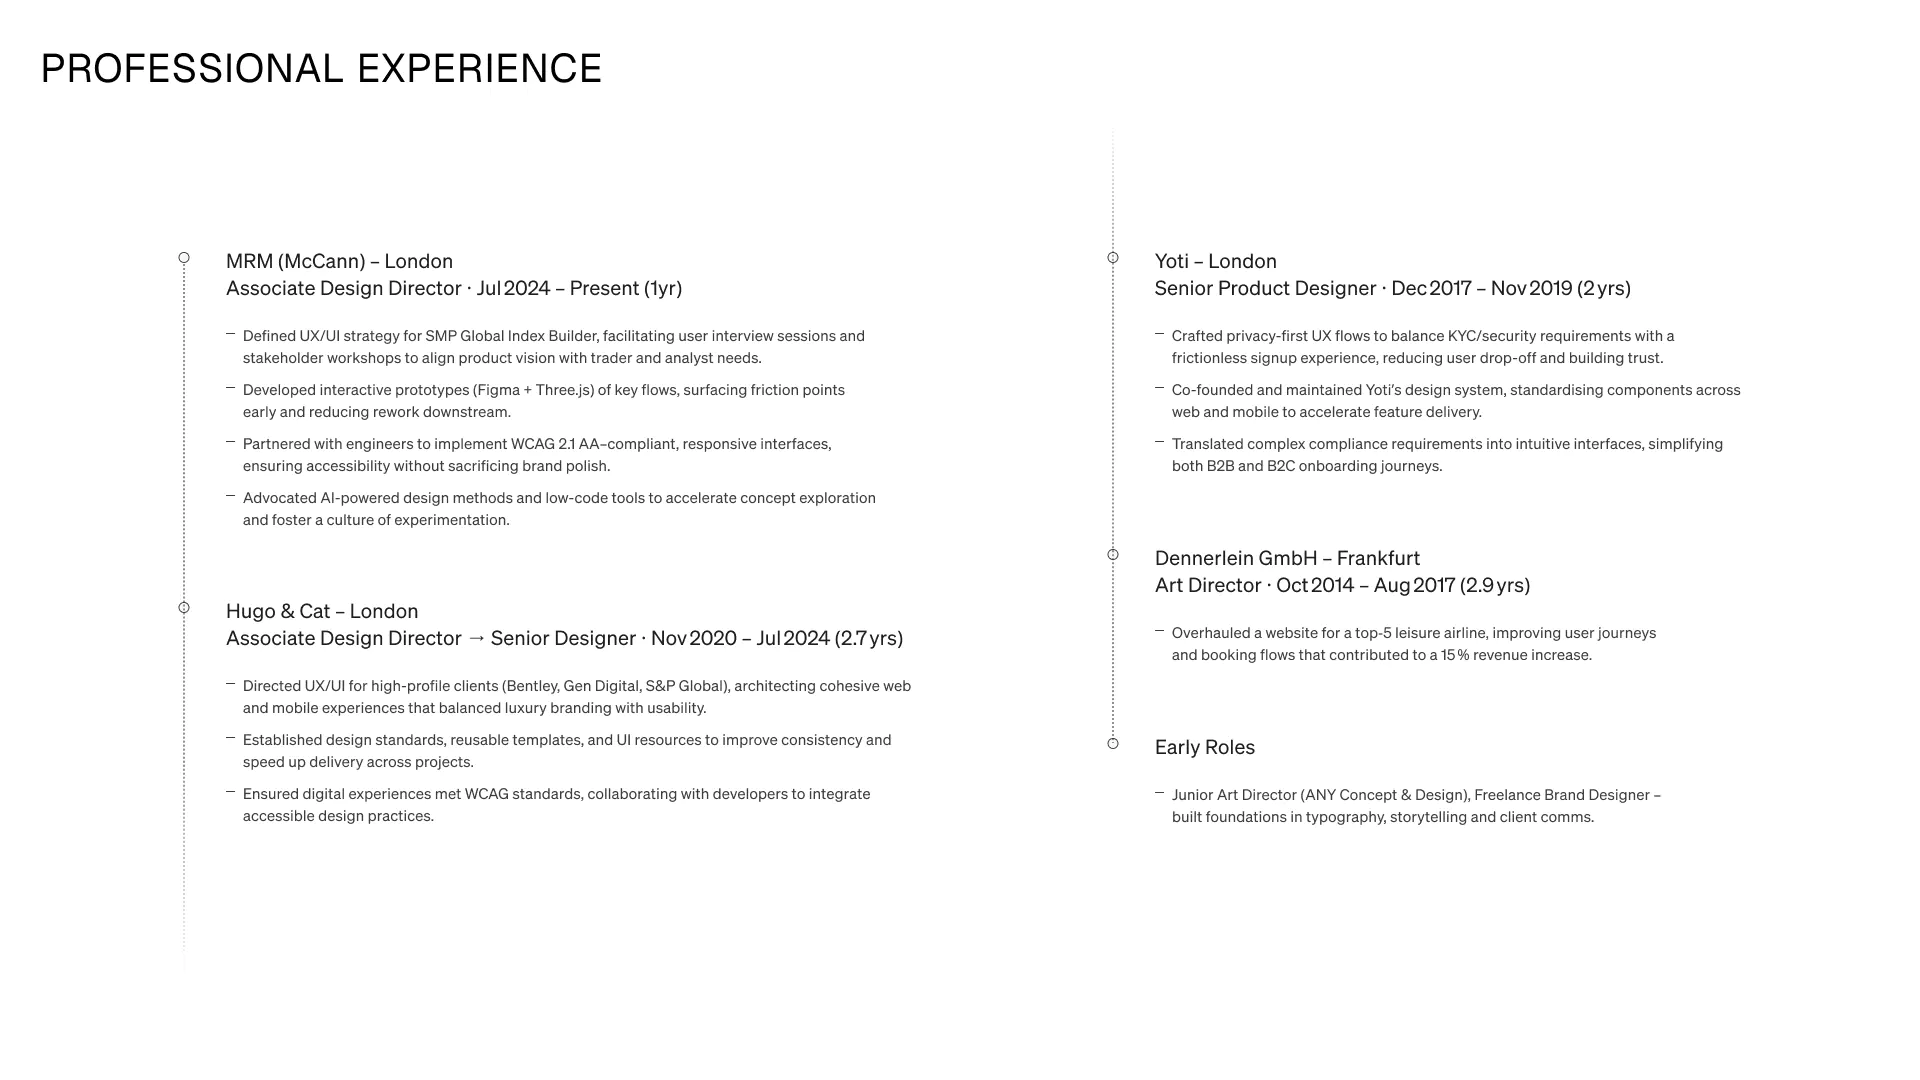 PROFESSIONAL EXPERIENCE
MRM (McCann) – London
Associate Design Director · Jul 2024 – Present (1yr)
– Defined UX/UI strategy for SMP Global Index Builder, facilitating user interview sessions and
stakeholder workshops to align product vision with trader and analyst needs.
– Developed interactive prototypes (Figma + Three.js) of key flows, surfacing friction points
early and reducing rework downstream.
– Partnered with engineers to implement WCAG 2.1 AA–compliant, responsive interfaces,
ensuring accessibility without sacrificing brand polish.
– Advocated AI-powered design methods and low-code tools to accelerate concept exploration
and foster a culture of experimentation.
Hugo & Cat – London
Associate Design Director → Senior Designer · Nov 2020 – Jul 2024 (2.7 yrs)
– Directed UX/UI for high-profile clients (Bentley, Gen Digital, S&P Global), architecting cohesive web
and mobile experiences that balanced luxury branding with usability.
– Established design standards, reusable templates, and UI resources to improve consistency and
speed up delivery across projects.
– Ensured digital experiences met WCAG standards, collaborating with developers to integrate
accessible design practices.
Yoti – London
Senior Product Designer · Dec 2017 – Nov 2019 (2 yrs)
– Crafted privacy-first UX flows to balance KYC/security requirements with a
frictionless signup experience, reducing user drop-off and building trust.
– Co-founded and maintained Yoti's design system, standardising components across
web and mobile to accelerate feature delivery.
– Translated complex compliance requirements into intuitive interfaces, simplifying
both B2B and B2C onboarding journeys.
Dennerlein GmbH – Frankfurt
Art Director · Oct 2014 – Aug 2017 (2.9 yrs)
– Overhauled a website for a top-5 leisure airline, improving user journeys
and booking flows that contributed to a 15 % revenue increase.
Early Roles
– Junior Art Director (ANY Concept & Design), Freelance Brand Designer –
built foundations in typography, storytelling and client comms.